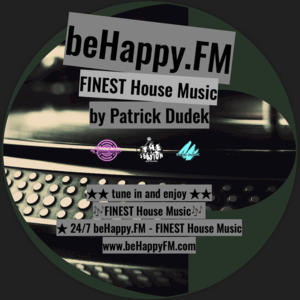 beHappy.FM
FINEST House Music
by Patrick Dudek
★★ tune in and enjoy ★★
🎶FINEST House Music🎶
★ 24/7 beHappy.FM - FINEST House Music
www.beHappyFM.com